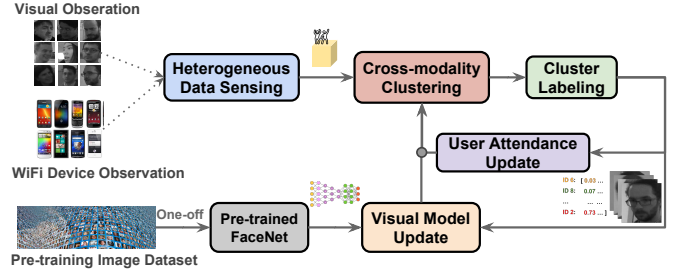 Visual Obseration
Heterogeneous
Data Sensing
Cross-modality
Clustering
Cluster
Labeling
WiFi Device Observation
User Attendance
Update
ID 6: [ 0.03 ...
ID 8: 0.07 ...
... ... ...
ID 2: 0.73 ... ]
One-off
Pre-trained
FaceNet
Visual Model
Update
Pre-training Image Dataset